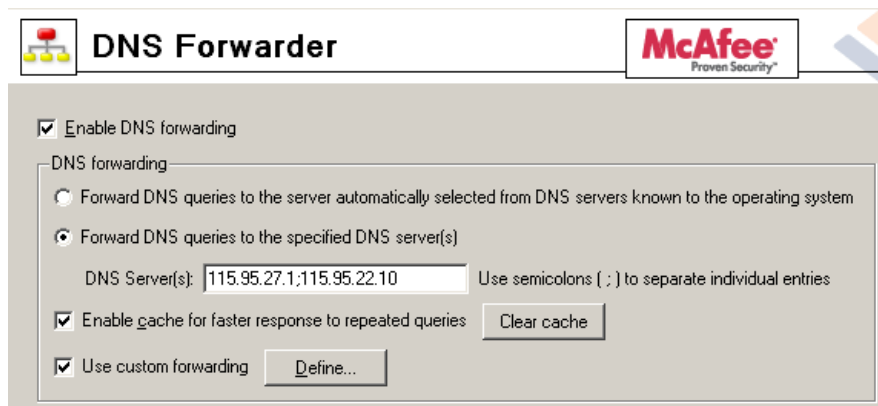 DNS Forwarder
McAfee®
Proven Security™
Enable DNS forwarding
DNS forwarding
Forward DNS queries to the server automatically selected from DNS servers known to the operating system
Forward DNS queries to the specified DNS server(s)
DNS Server(s): 115.95.27.1;115.95.22.10 Use semicolons ( ; ) to separate individual entries
Enable cache for faster response to repeated queries Clear cache
Use custom forwarding Define...